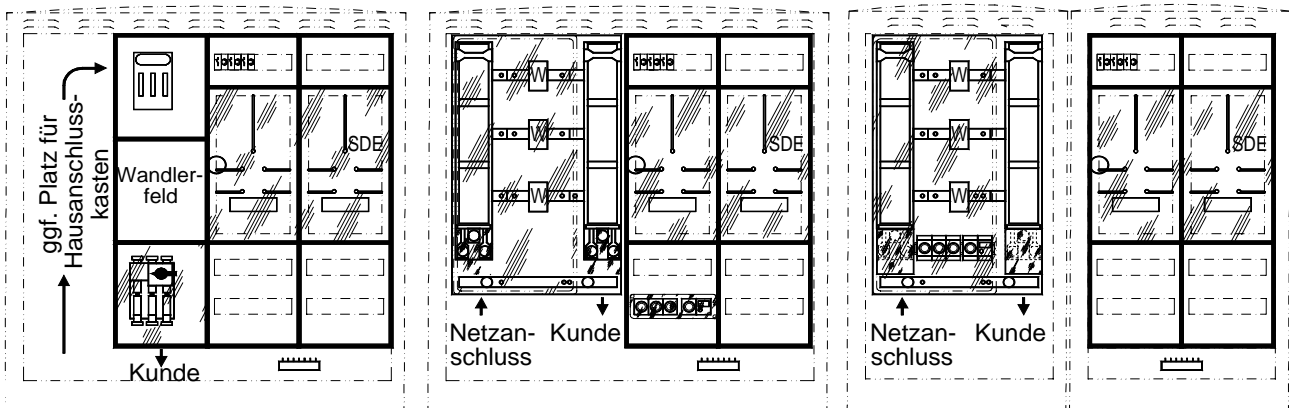 ggf. Platz für
Hausanschluss-
kasten
Wandler-
feld
SDE
Kunde
W
W
W
SDE
Netzan-
schluss
Kunde
W
W
W
SDE
Netzan-
schluss
Kunde